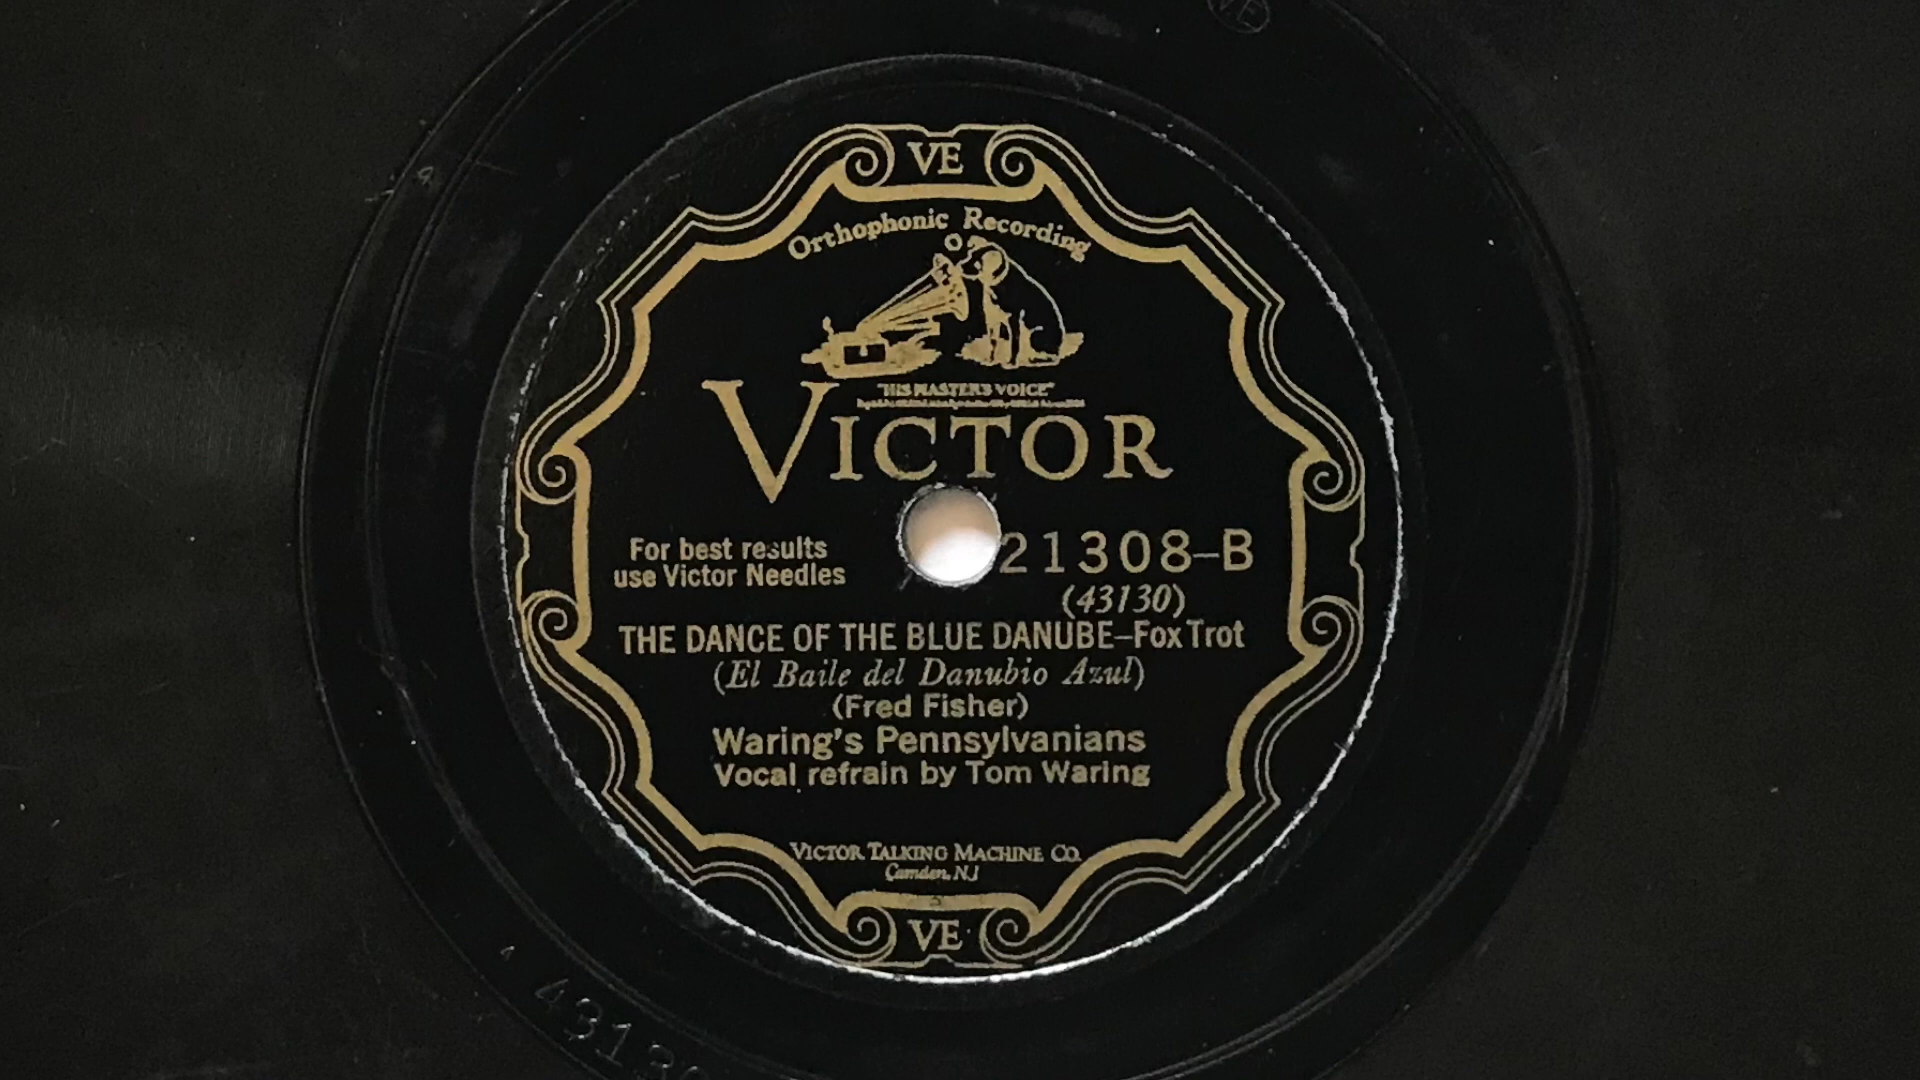 VE
VE
Orthophonic Recording
"HIS MASTER'S VOICE"
VICTOR
For best results
use Victor Needles
21308-B
(43130)
THE DANCE OF THE BLUE DANUBE-Fox Trot
(El Baile del Danubio Azul)
(Fred Fisher)
Waring's Pennsylvanians
Vocal refrain by Tom Waring
VICTOR TALKING MACHINE CO.
Camden, N.J
VE
4313